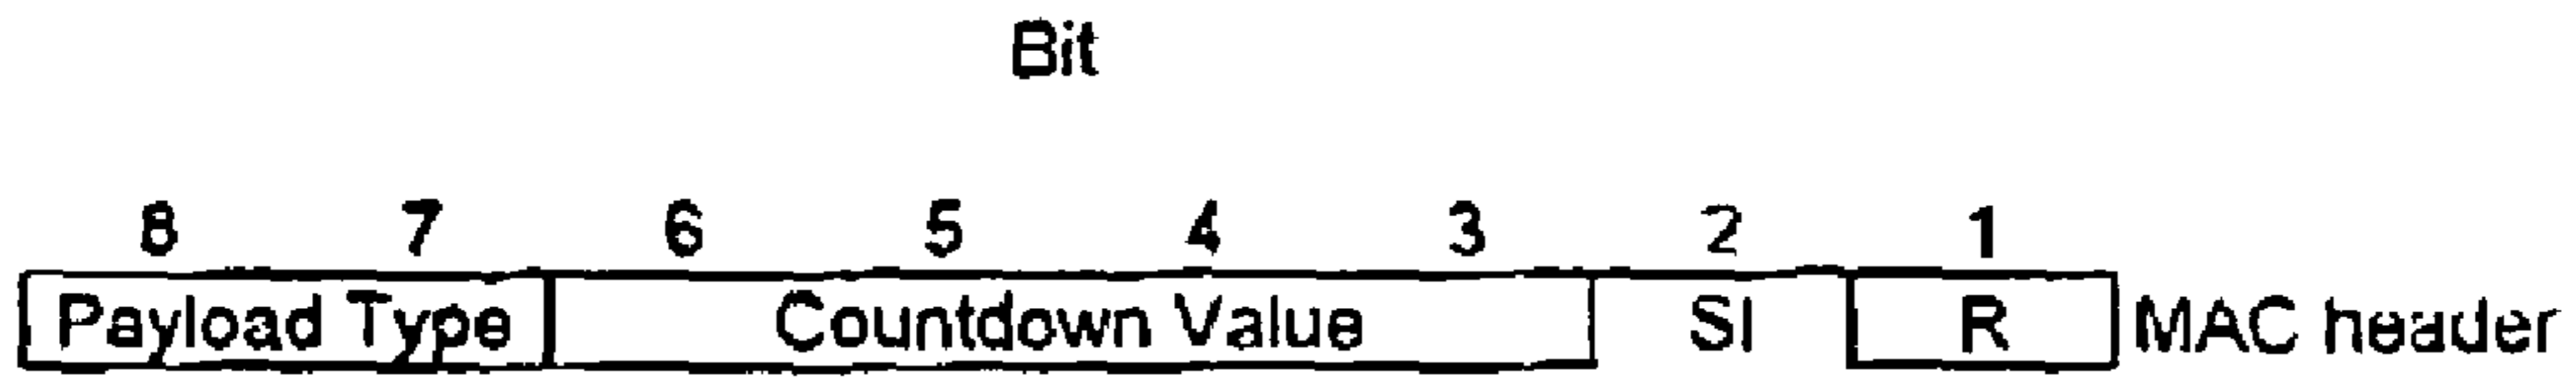 Bit
8 7 6 5 4 3 2 1
Payload Type Countdown Value SI R MAC header